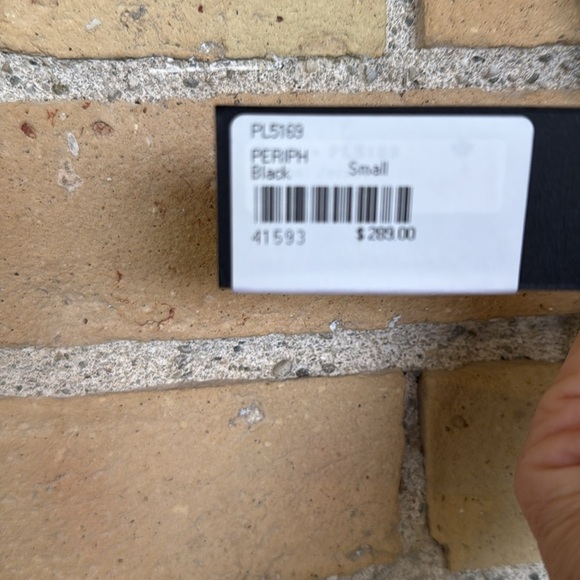 PL5169
PERIPH
Black Small
41593 $289.00